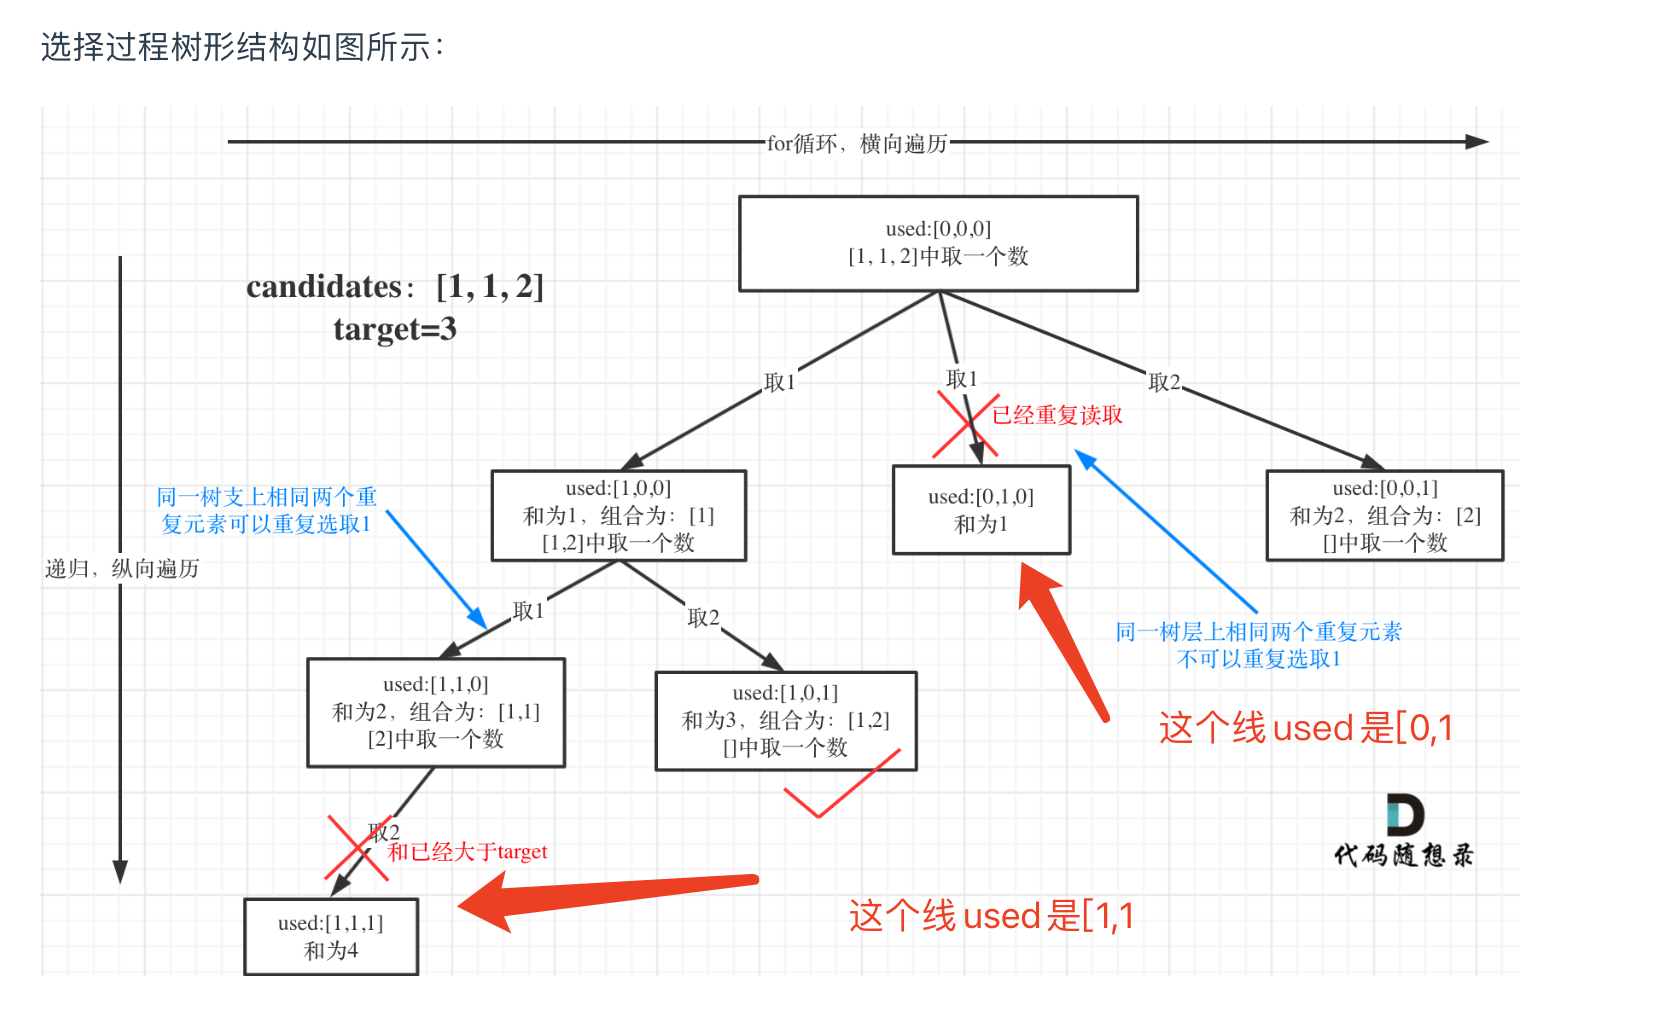 选择过程树形结构如图所示：
for循环，横向遍历
used:[0,0,0]
[1, 1, 2]中取一个数
candidates：[1, 1, 2]
target=3
取1
取1
取2
已经重复读取
used:[1,0,0]
和为1，组合为：[1]
[1,2]中取一个数
used:[0,1,0]
和为1
used:[0,0,1]
和为2，组合为：[2]
[]中取一个数
同一树支上相同两个重
复元素可以重复选取1
递归，纵向遍历
取1
取2
同一树层上相同两个重复元素
不可以重复选取1
used:[1,1,0]
和为2，组合为：[1,1]
[2]中取一个数
used:[1,0,1]
和为3，组合为：[1,2]
[]中取一个数
这个线used是[0,1
取2
和已经大于target
代码随想录
used:[1,1,1]
和为4
这个线used是[1,1